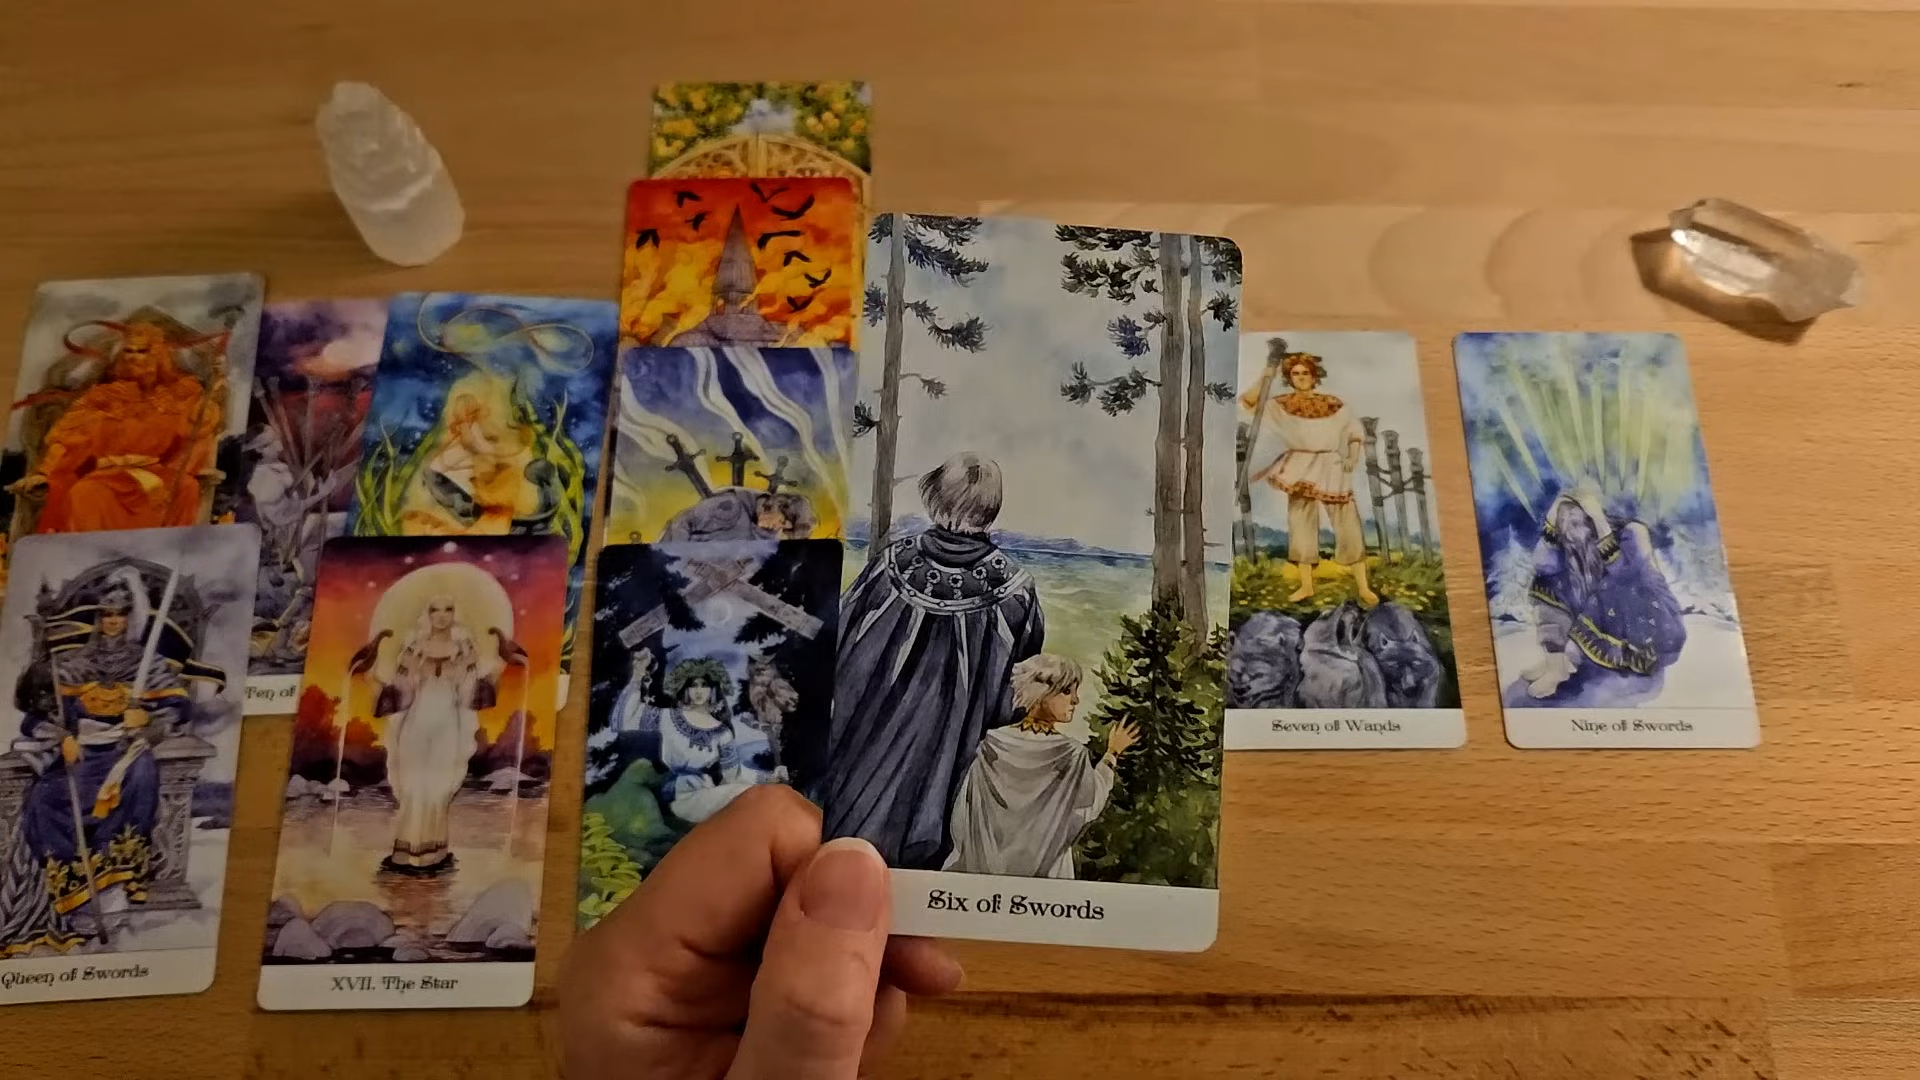 Ten of
Seven of Wands
Nine of Swords
Six of Swords
Queen of Swords
XVII. The Star